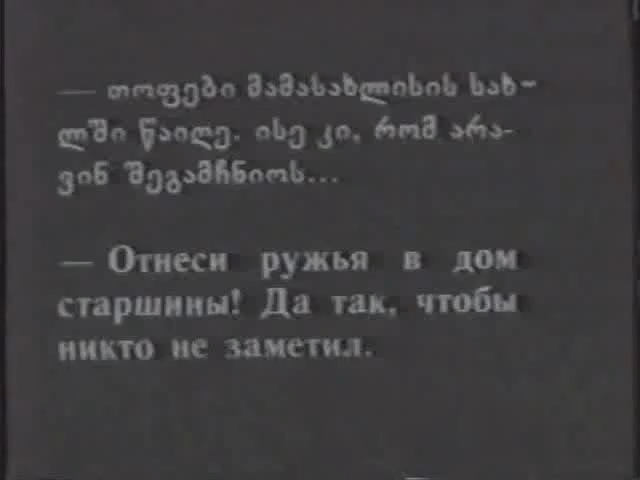 — თოფები მამასახლისის სახ-
ლში წაიღე. ისე კი, რომ არა-
ვინ შეგამჩნიოს...
— Отнеси ружья в дом
старшины! Да так, чтобы
никто не заметил.